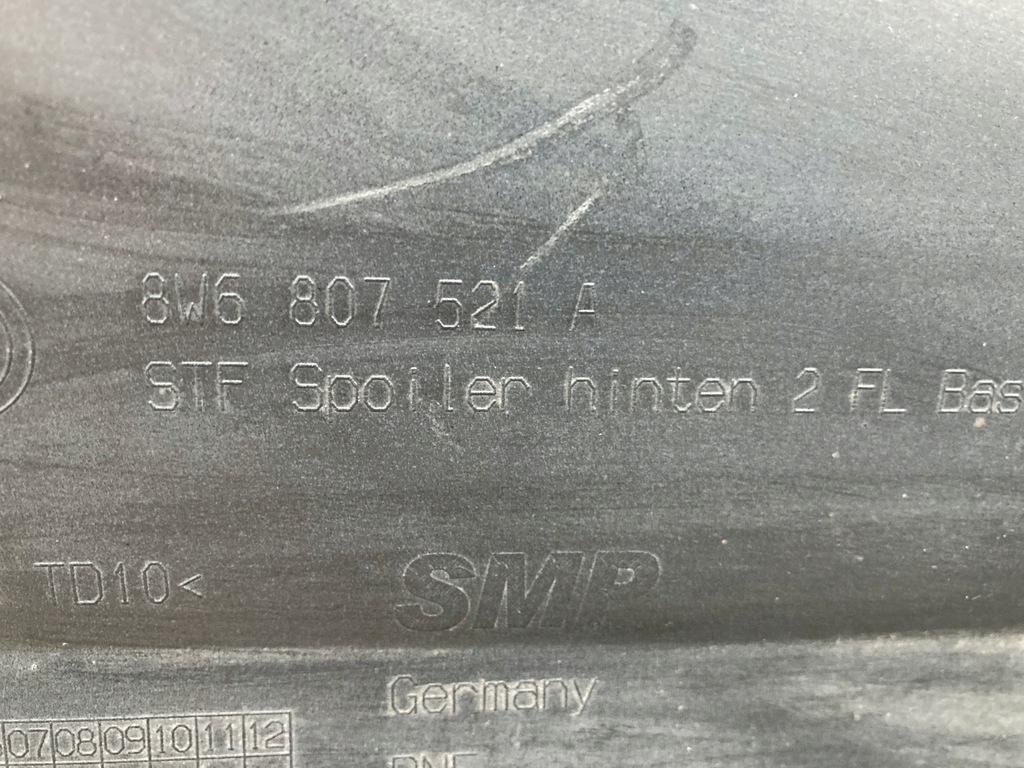 8W6 807 521 A
STF Spoiler hinten 2 FL Bas
TD10<
SMP
Germany
07 08 09 10 11 12